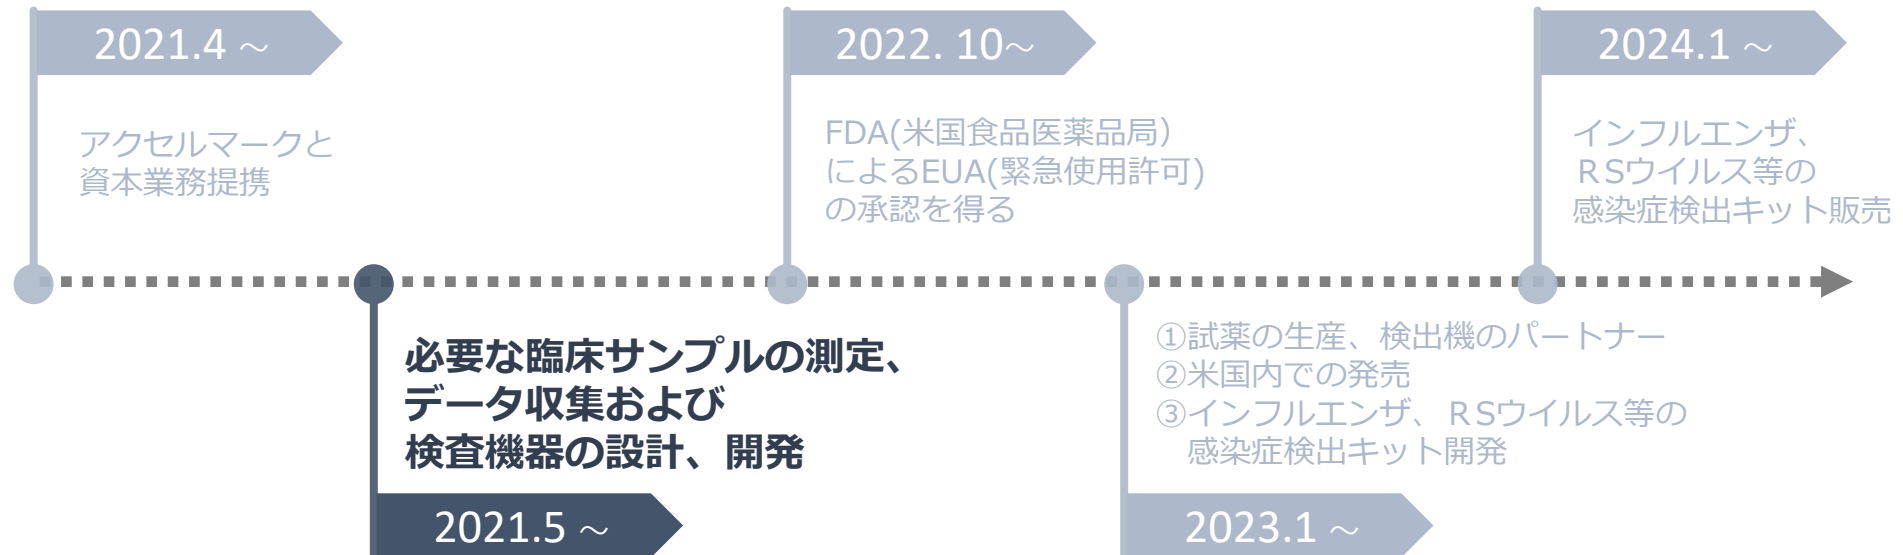 2021.4 ～
アクセルマークと
資本業務提携
必要な臨床サンプルの測定、
データ収集および
検査機器の設計、開発
2021.5 ～
2022. 10～
FDA(米国食品医薬品局）
によるEUA(緊急使用許可)
の承認を得る
①試薬の生産、検出機のパートナー
②米国内での発売
③インフルエンザ、ＲSウイルス等の
感染症検出キット開発
2023.1 ～
2024.1 ～
インフルエンザ、
ＲSウイルス等の
感染症検出キット販売